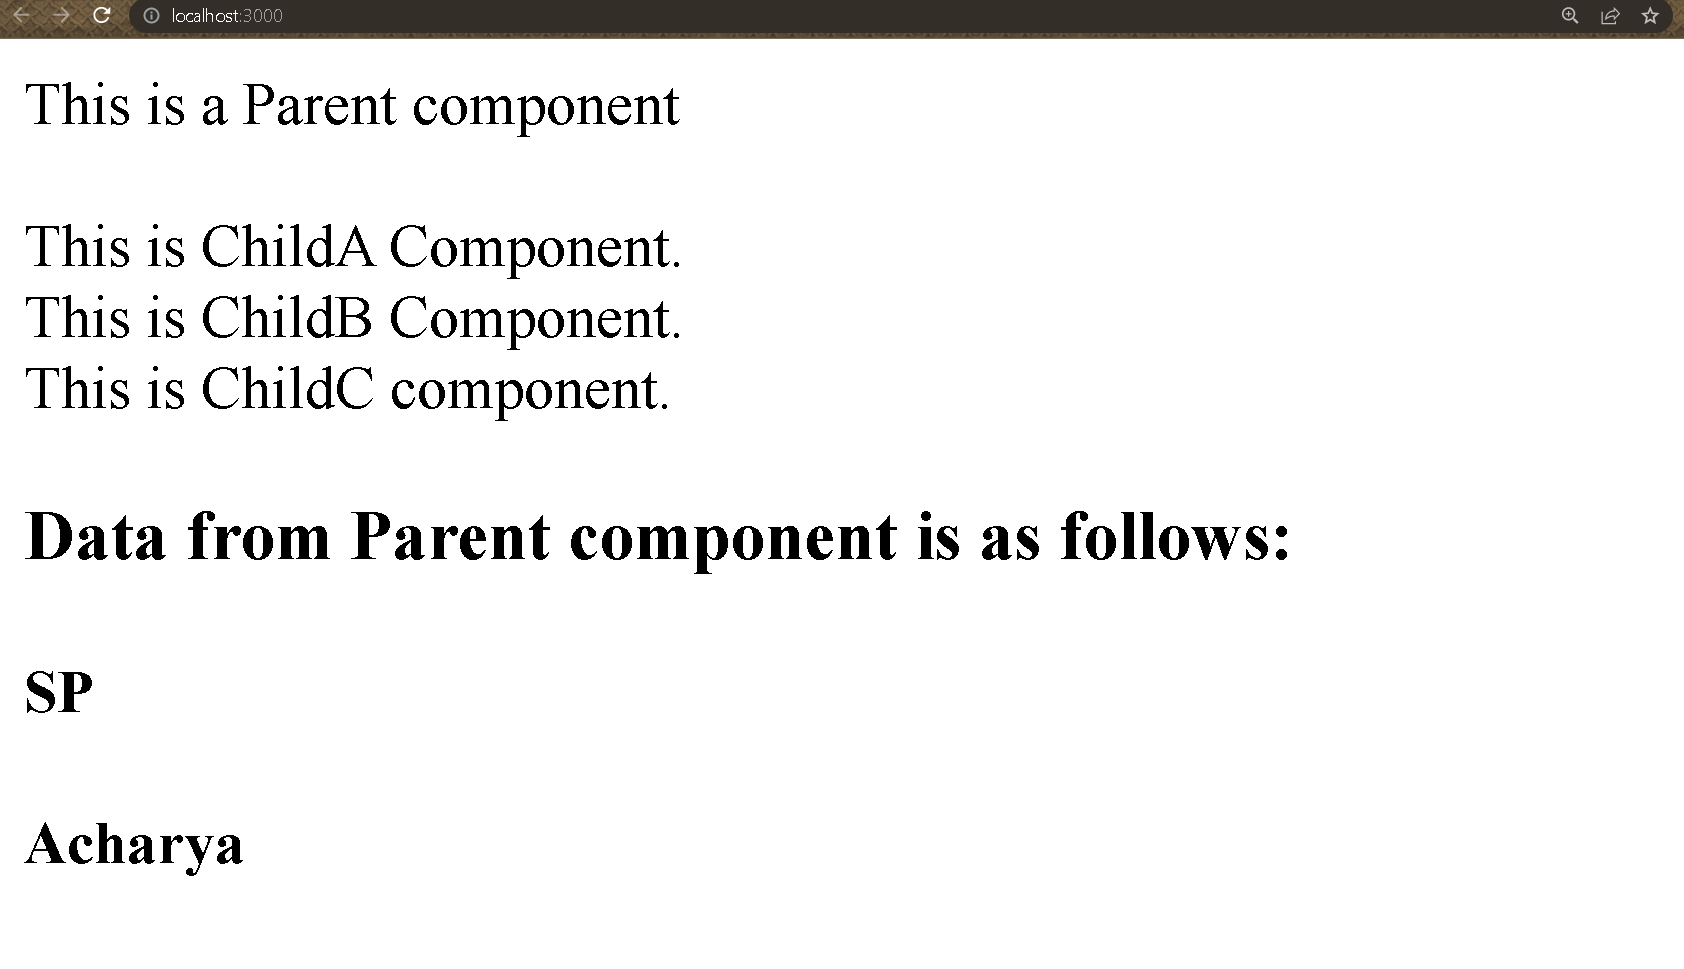 localhost:3000
This is a Parent component
This is ChildA Component.
This is ChildB Component.
This is ChildC component.
Data from Parent component is as follows:
SP
Acharya